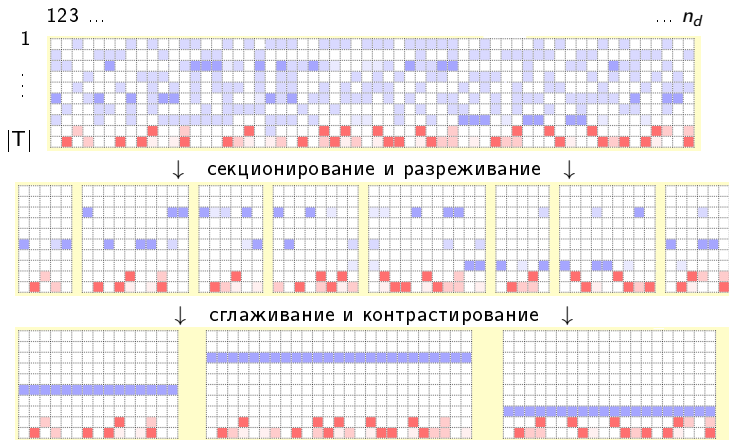 123 ... ... n_d
1
⋮
|T|
↓ секционирование и разреживание ↓
↓ сглаживание и контрастирование ↓